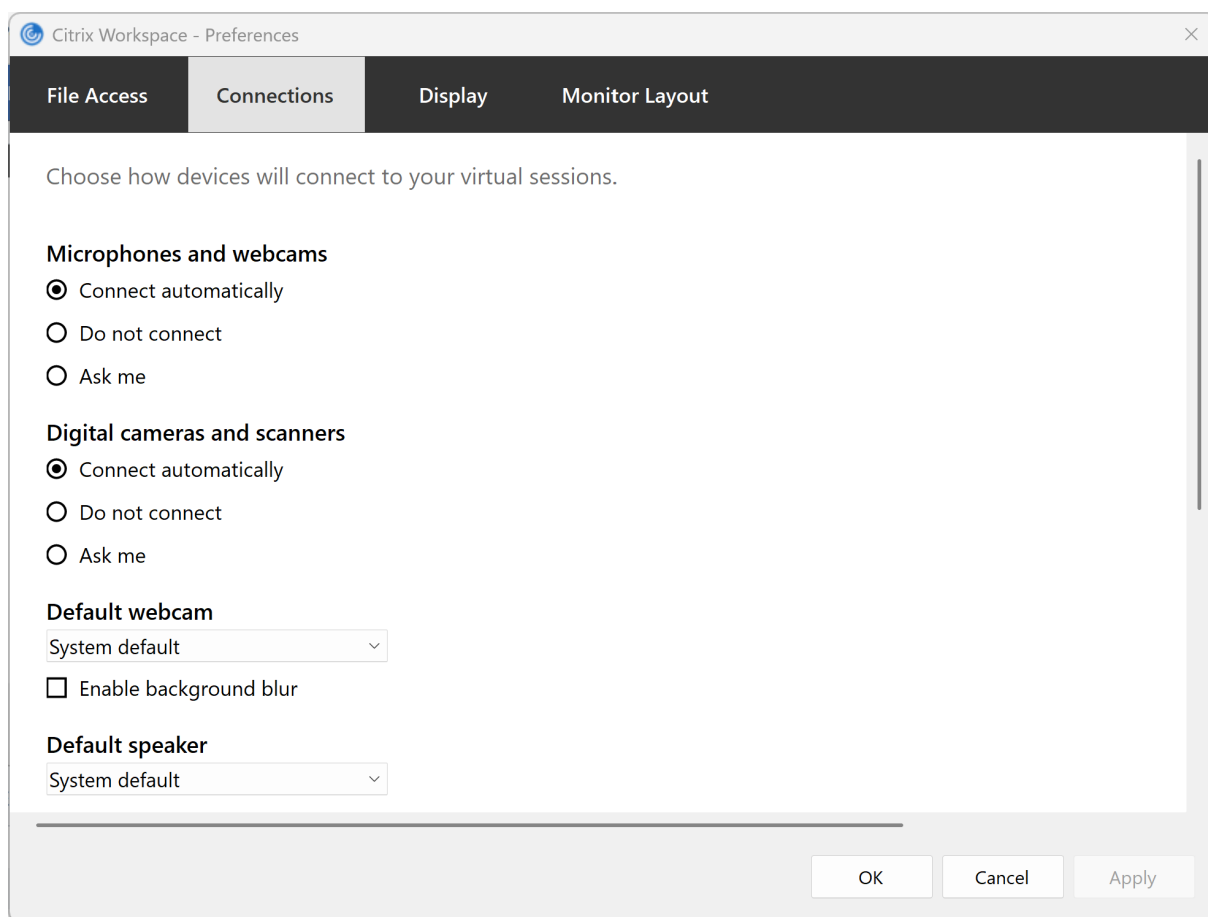 Citrix Workspace - Preferences
File Access Connections Display Monitor Layout
Choose how devices will connect to your virtual sessions.
Microphones and webcams
Connect automatically
Do not connect
Ask me
Digital cameras and scanners
Connect automatically
Do not connect
Ask me
Default webcam
System default
Enable background blur
Default speaker
System default
OK Cancel Apply